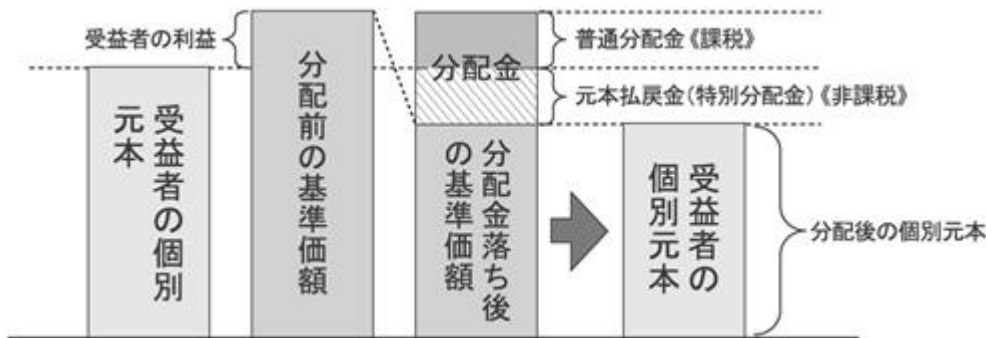 受益者の利益
受益者の個別
元本
分配前の基準価額
分配金
分配金落ち後
の基準価額
普通分配金《課税》
元本払戻金(特別分配金)《非課税》
受益者の
個別元本
分配後の個別元本